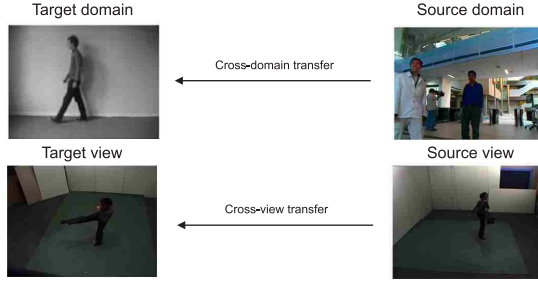 Target domain
Source domain
Cross-domain transfer
Target view
Source view
Cross-view transfer